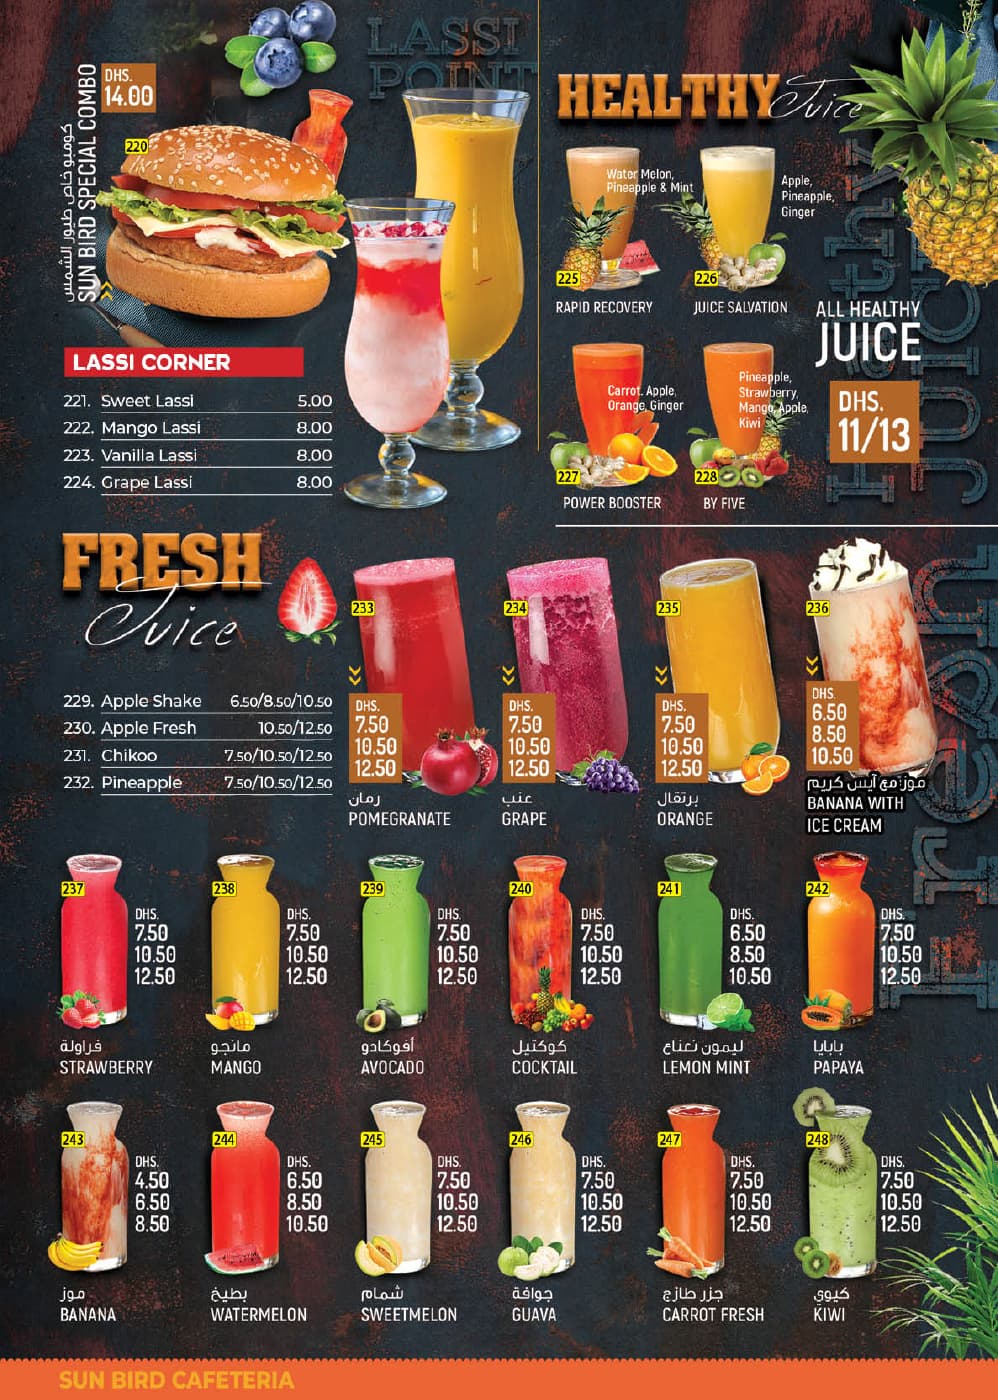 LASSI
POINT
DHS.
14.00
220
SUN BIRD SPECIAL COMBO
كومبو خاص طيور الشمس
LASSI CORNER
221. Sweet Lassi 5.00
222. Mango Lassi 8.00
223. Vanilla Lassi 8.00
224. Grape Lassi 8.00
HEALTHY Juice
Water Melon,
Pineapple & Mint
225
RAPID RECOVERY
Apple,
Pineapple,
Ginger
226
JUICE SALVATION
Carrot, Apple,
Orange, Ginger
227
POWER BOOSTER
Pineapple,
Strawberry,
Mango, Apple,
Kiwi
228
BY FIVE
ALL HEALTHY
JUICE
DHS.
11/13
Healthy
JUICE
FRESH
Juice
229. Apple Shake 6.50/8.50/10.50
230. Apple Fresh 10.50/12.50
231. Chikoo 7.50/10.50/12.50
232. Pineapple 7.50/10.50/12.50
233
DHS.
7.50
10.50
12.50
رمان
POMEGRANATE
234
DHS.
7.50
10.50
12.50
عنب
GRAPE
235
DHS.
7.50
10.50
12.50
برتقال
ORANGE
236
DHS.
6.50
8.50
10.50
موز مع آيس كريم
BANANA WITH
ICE CREAM
Fresh
237
DHS.
7.50
10.50
12.50
فراولة
STRAWBERRY
238
DHS.
7.50
10.50
12.50
مانجو
MANGO
239
DHS.
7.50
10.50
12.50
أفوكادو
AVOCADO
240
DHS.
7.50
10.50
12.50
كوكتيل
COCKTAIL
241
DHS.
6.50
8.50
10.50
ليمون نعناع
LEMON MINT
242
DHS.
7.50
10.50
12.50
بابايا
PAPAYA
243
DHS.
4.50
6.50
8.50
موز
BANANA
244
DHS.
6.50
8.50
10.50
بطيخ
WATERMELON
245
DHS.
7.50
10.50
12.50
شمام
SWEETMELON
246
DHS.
7.50
10.50
12.50
جوافة
GUAVA
247
DHS.
7.50
10.50
12.50
جزر طازج
CARROT FRESH
248
DHS.
7.50
10.50
12.50
كيوي
KIWI
SUN BIRD CAFETERIA